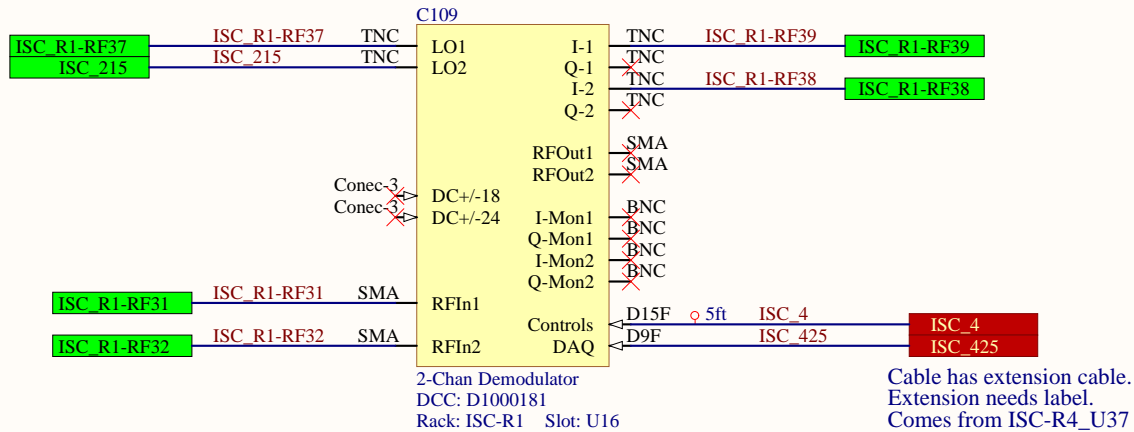 C109
ISC_R1-RF37 ISC_R1-RF37 TNC LO1 I-1 TNC ISC_R1-RF39 ISC_R1-RF39
ISC_215 ISC_215 TNC LO2 Q-1 TNC
I-2 TNC ISC_R1-RF38 ISC_R1-RF38
Q-2 TNC
RFOut1 SMA
RFOut2 SMA
Conec-3 DC+/-18
Conec-3 DC+/-24 I-Mon1 BNC
Q-Mon1 BNC
I-Mon2 BNC
Q-Mon2 BNC
ISC_R1-RF31 ISC_R1-RF31 SMA RFIn1
Controls D15F 5ft ISC_4 ISC_4
ISC_R1-RF32 ISC_R1-RF32 SMA RFIn2 DAQ D9F ISC_425 ISC_425
2-Chan Demodulator
DCC: D1000181
Rack: ISC-R1 Slot: U16
Cable has extension cable.
Extension needs label.
Comes from ISC-R4_U37